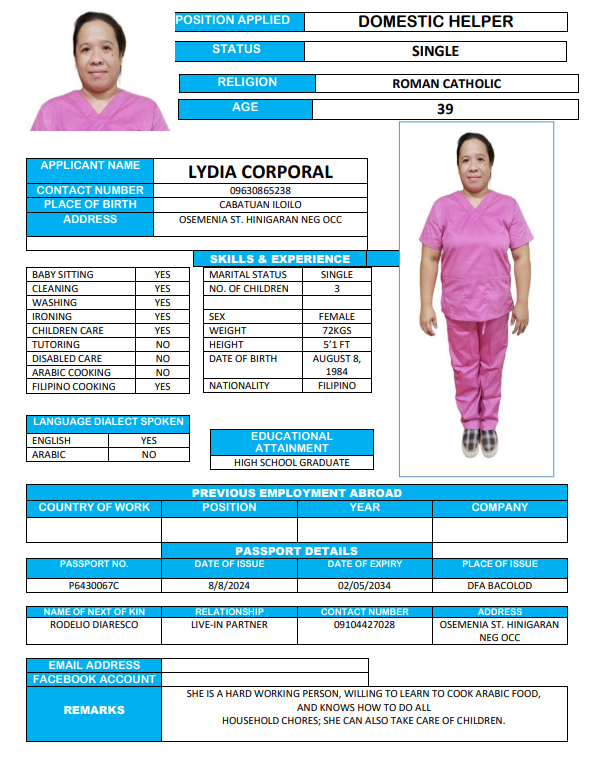 POSITION APPLIED DOMESTIC HELPER
STATUS SINGLE
RELIGION ROMAN CATHOLIC
AGE 39
APPLICANT NAME LYDIA CORPORAL
CONTACT NUMBER 09630865238
PLACE OF BIRTH CABATUAN ILOILO
ADDRESS OSEMENIA ST. HINIGARAN NEG OCC
SKILLS & EXPERIENCE
BABY SITTING YES
CLEANING YES
WASHING YES
IRONING YES
CHILDREN CARE YES
TUTORING NO
DISABLED CARE NO
ARABIC COOKING NO
FILIPINO COOKING YES
MARITAL STATUS SINGLE
NO. OF CHILDREN 3
SEX FEMALE
WEIGHT 72KGS
HEIGHT 5'1 FT
DATE OF BIRTH AUGUST 8,
1984
NATIONALITY FILIPINO
LANGUAGE DIALECT SPOKEN
ENGLISH YES
ARABIC NO
EDUCATIONAL
ATTAINMENT
HIGH SCHOOL GRADUATE
PREVIOUS EMPLOYMENT ABROAD
COUNTRY OF WORK POSITION YEAR COMPANY
PASSPORT DETAILS
PASSPORT NO. DATE OF ISSUE DATE OF EXPIRY PLACE OF ISSUE
P6430067C 8/8/2024 02/05/2034 DFA BACOLOD
NAME OF NEXT OF KIN RELATIONSHIP CONTACT NUMBER ADDRESS
RODELIO DIARESCO LIVE-IN PARTNER 09104427028 OSEMENIA ST. HINIGARAN
NEG OCC
EMAIL ADDRESS
FACEBOOK ACCOUNT
REMARKS
SHE IS A HARD WORKING PERSON, WILLING TO LEARN TO COOK ARABIC FOOD,
AND KNOWS HOW TO DO ALL
HOUSEHOLD CHORES; SHE CAN ALSO TAKE CARE OF CHILDREN.